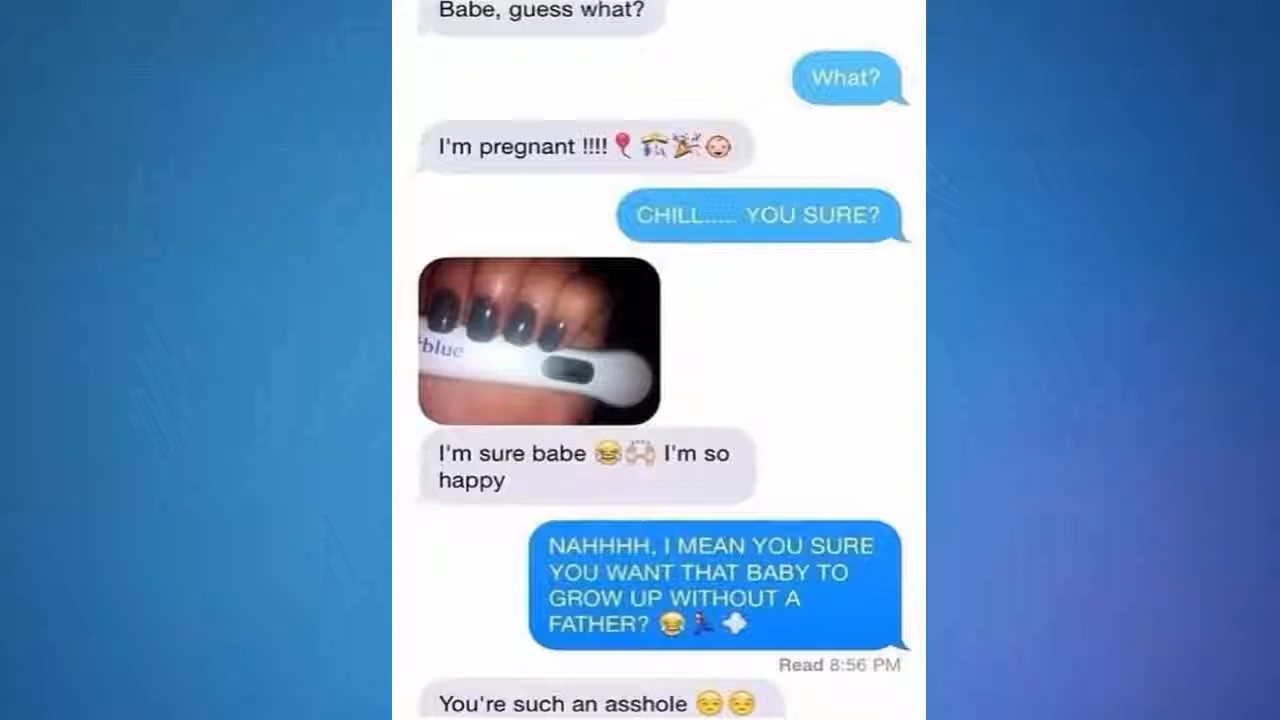 Babe, guess what?
What?
I'm pregnant !!!!🎈🎊🎉👶
CHILL..... YOU SURE?
blue
I'm sure babe 😂🙌 I'm so
happy
NAHHHH, I MEAN YOU SURE
YOU WANT THAT BABY TO
GROW UP WITHOUT A
FATHER? 😂🏃💨
Read 8:56 PM
You're such an asshole 😒😒